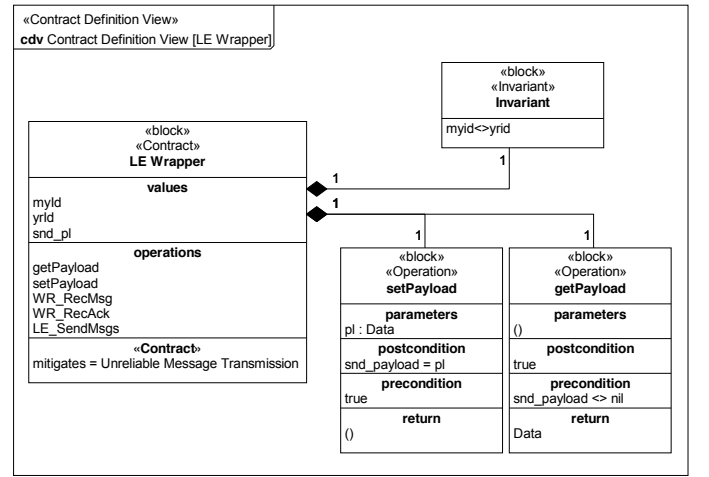 «Contract Definition View»
cdv Contract Definition View [LE Wrapper]
«block»
«Invariant»
Invariant
myid<>yrid
1
«block»
«Contract»
LE Wrapper
values
myId
yrId
snd_pl
operations
getPayload
setPayload
WR_RecMsg
WR_RecAck
LE_SendMsgs
«Contract»
mitigates = Unreliable Message Transmission
1
1
1
«block»
«Operation»
setPayload
parameters
pl : Data
postcondition
snd_payload = pl
precondition
true
return
()
1
«block»
«Operation»
getPayload
parameters
()
postcondition
true
precondition
snd_payload <> nil
return
Data